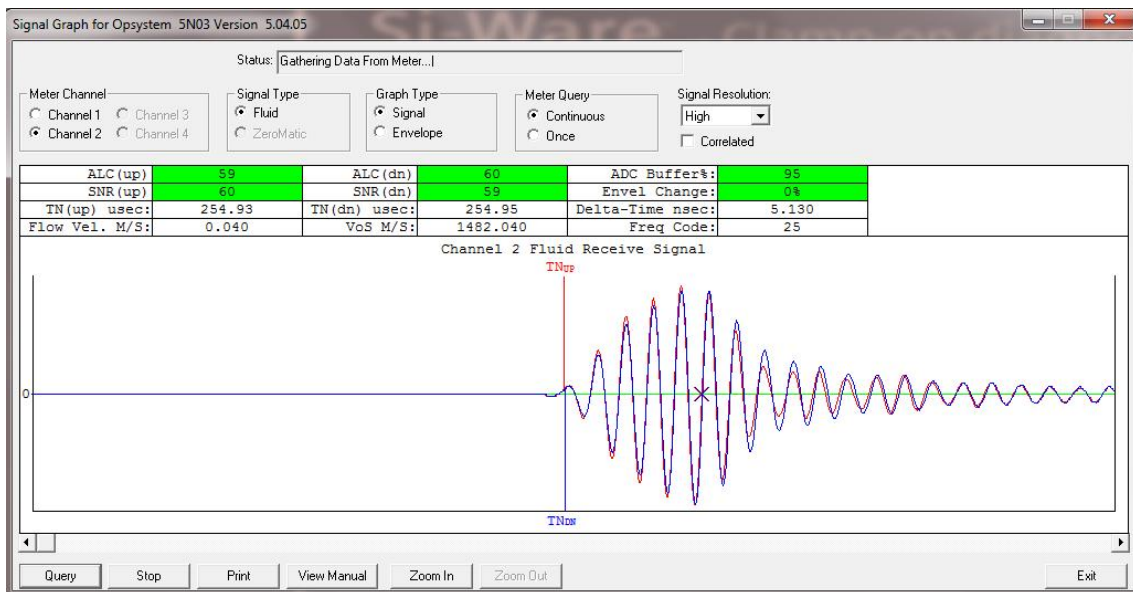 Signal Graph for Opsystem 5N03 Version 5.04.05
Si-Ware
Status: Gathering Data From Meter...|
Meter Channel
Channel 1 Channel 3
Channel 2 Channel 4
Signal Type
Fluid
ZeroMatic
Graph Type
Signal
Envelope
Meter Query
Continuous
Once
Signal Resolution:
High
Correlated
ALC(up) 59 ALC(dn) 60 ADC Buffer%: 95
SNR(up) 60 SNR(dn) 59 Envel Change: 0%
TN(up) usec: 254.93 TN(dn) usec: 254.95 Delta-Time nsec: 5.130
Flow Vel. M/S: 0.040 VoS M/S: 1482.040 Freq Code: 25
Channel 2 Fluid Receive Signal
TNUP
0
TNDN
Query Stop Print View Manual Zoom In Zoom Out Exit